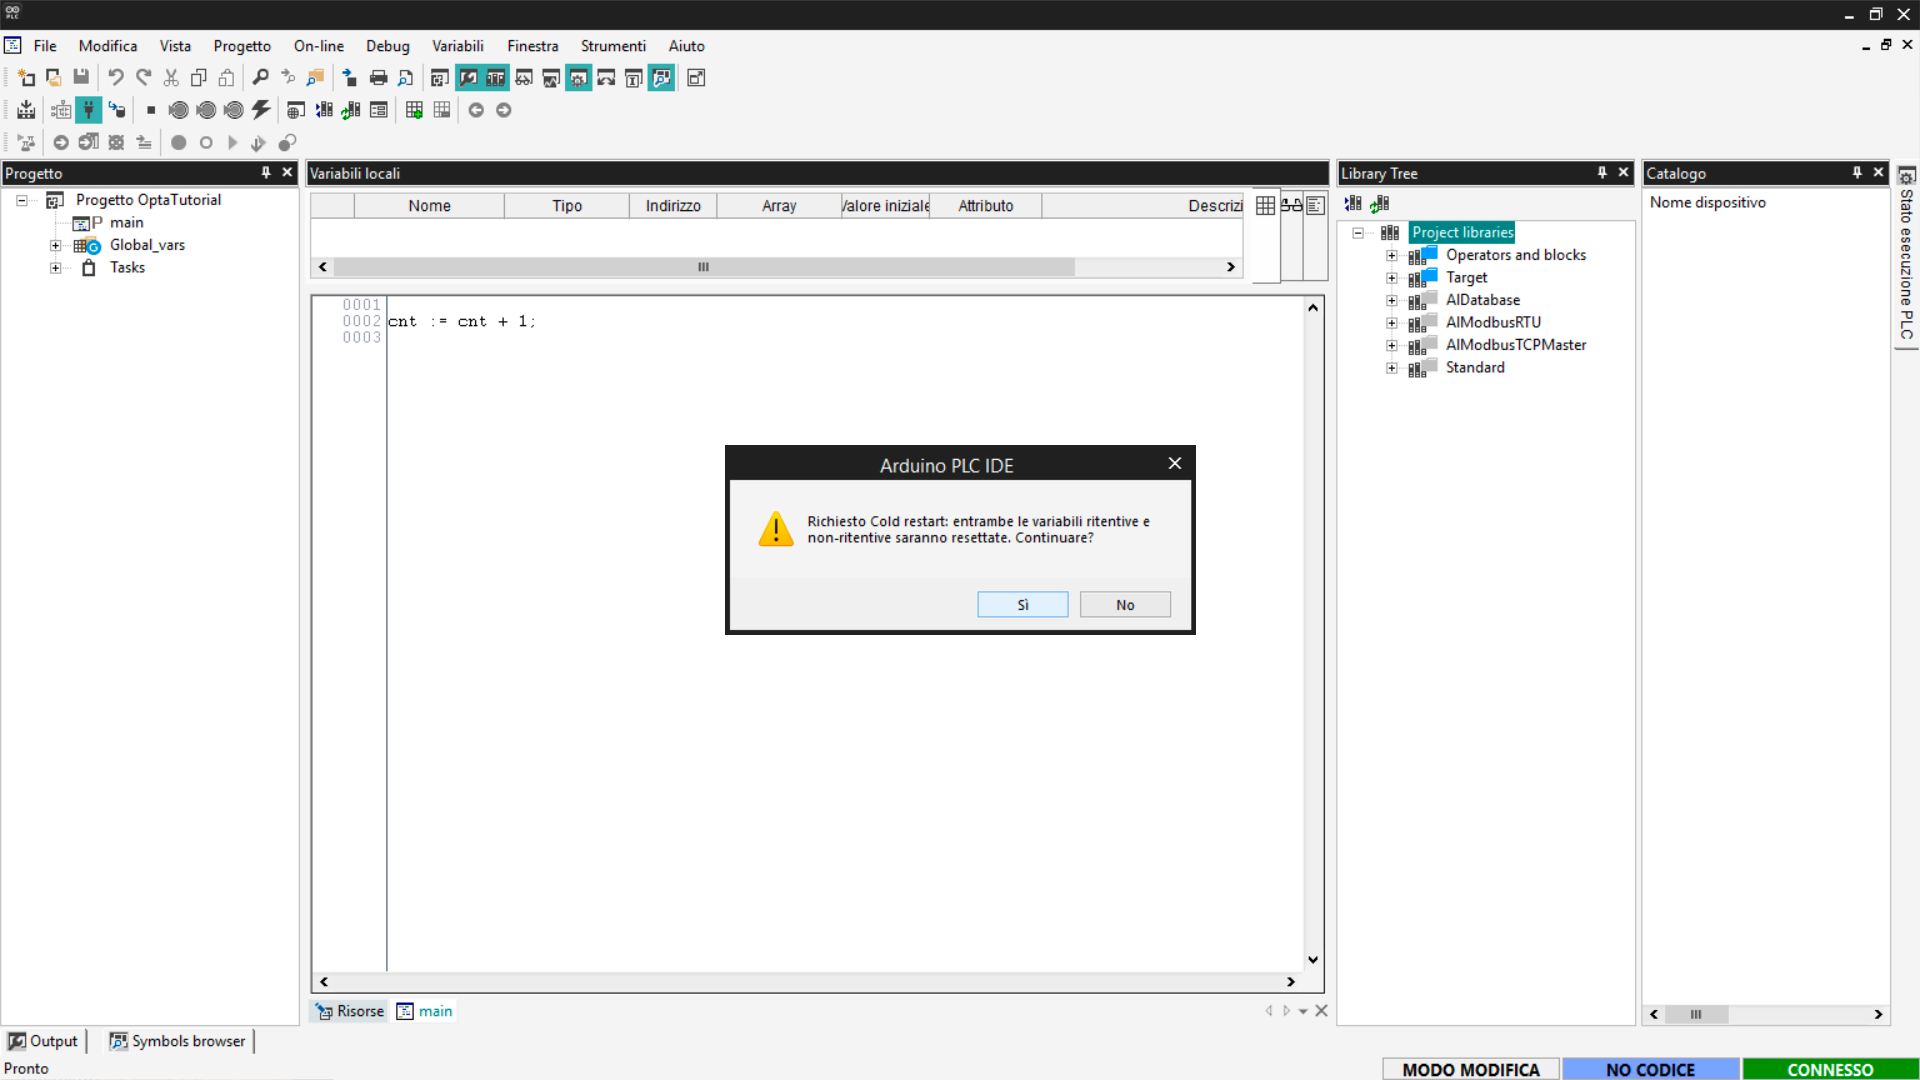 File Modifica Vista Progetto On-line Debug Variabili Finestra Strumenti Aiuto
Progetto
Progetto OptaTutorial
main
Global_vars
Tasks
Variabili locali
Nome Tipo Indirizzo Array Valore iniziale Attributo Descrizi
0001
0002 cnt := cnt + 1;
0003
Arduino PLC IDE
Richiesto Cold restart: entrambe le variabili ritentive e
non-ritentive saranno resettate. Continuare?
Sì No
Risorse main
Library Tree
Project libraries
Operators and blocks
Target
AlDatabase
AlModbusRTU
AlModbusTCPMaster
Standard
Catalogo
Nome dispositivo
Stato esecuzione PLC
Output Symbols browser
Pronto
MODO MODIFICA NO CODICE CONNESSO